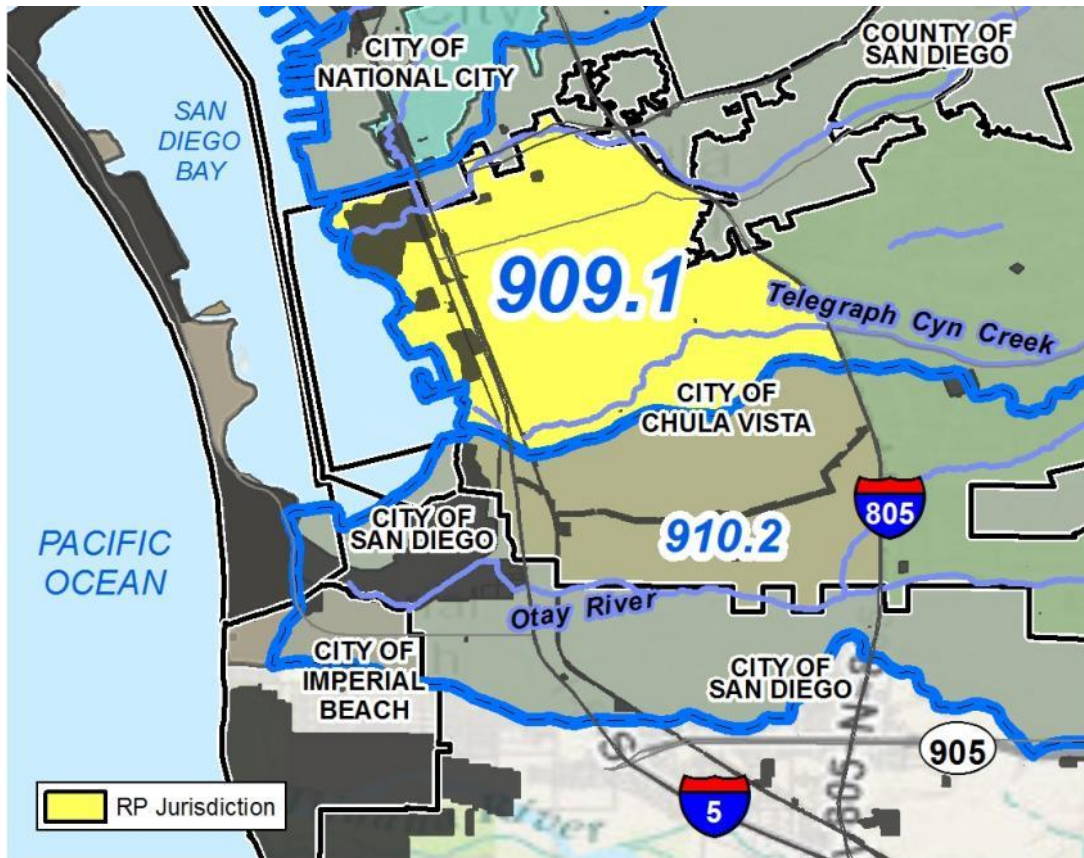 City
CITY OF
NATIONAL CITY
COUNTY OF
SAN DIEGO
SAN
DIEGO
BAY
909.1
Telegraph Cyn Creek
CITY OF
CHULA VISTA
805
CITY OF
SAN DIEGO
910.2
PACIFIC
OCEAN
Otay River
CITY OF
IMPERIAL
BEACH
CITY OF
SAN DIEGO
905
5
RP Jurisdiction
River